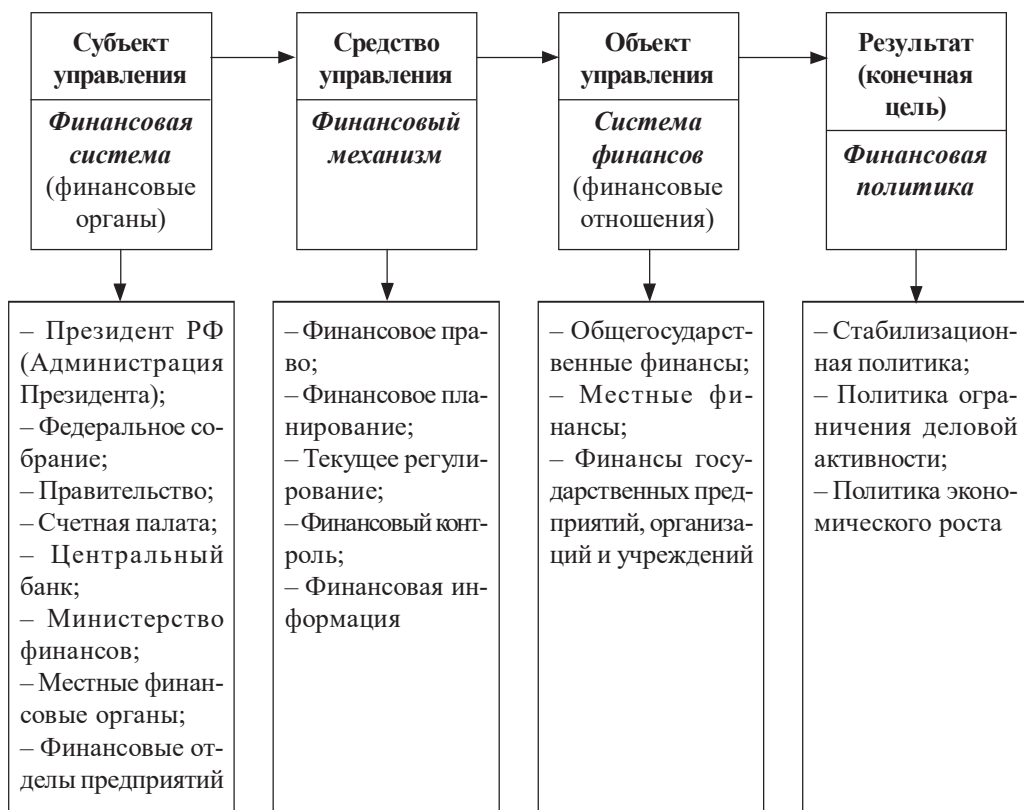 Субъект
управления
Финансовая
система
(финансовые
органы)
Средство
управления
Финансовый
механизм
Объект
управления
Система
финансов
(финансовые
отношения)
Результат
(конечная
цель)
Финансовая
политика
– Президент РФ
(Администрация
Президента);
– Федеральное со-
брание;
– Правительство;
– Счетная палата;
– Центральный
банк;
– Министерство
финансов;
– Местные финан-
совые органы;
– Финансовые от-
делы предприятий
– Финансовое пра-
во;
– Финансовое пла-
нирование;
– Текущее регули-
рование;
– Финансовый конт-
роль;
– Финансовая ин-
формация
– Общегосударст-
венные финансы;
– Местные фи-
нансы;
– Финансы госу-
дарственных пред-
приятий, организа-
ций и учреждений
– Стабилизацион-
ная политика;
– Политика огра-
ничения деловой
активности;
– Политика эконо-
мического роста